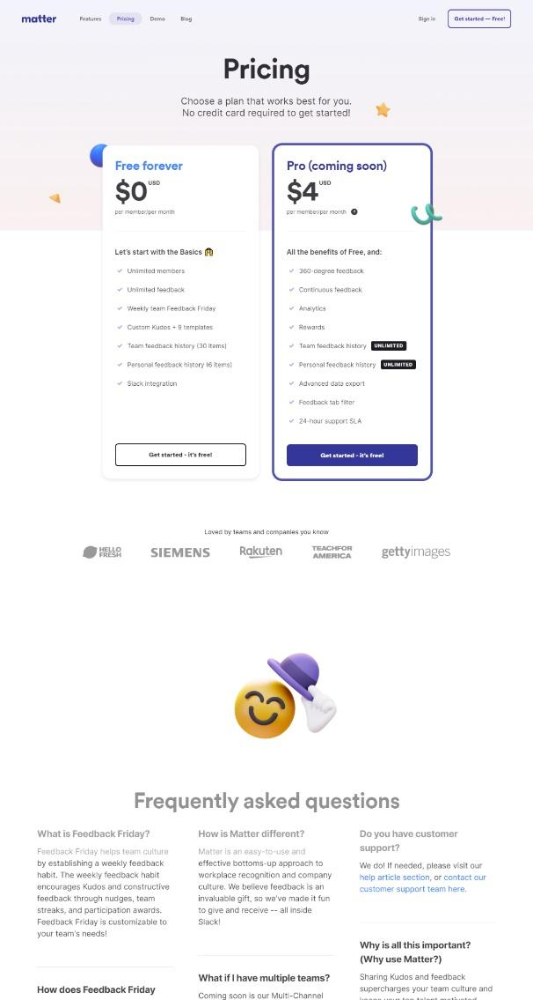 matter
Features
Pricing
Demo
Blog
Sign in
Get started — Free!
Pricing
Choose a plan that works best for you.
No credit card required to get started!
Free forever
$0 USD
per member/per month
Let's start with the Basics
Unlimited members
Unlimited feedback
Weekly team Feedback Friday
Custom Kudos + 9 templates
Team feedback history (30 items)
Personal feedback history (6 items)
Slack integration
Get started - it's free!
Pro (coming soon)
$4 USD
per member/per month ?
All the benefits of Free, and:
360-degree feedback
Continuous feedback
Analytics
Rewards
Team feedback history UNLIMITED
Personal feedback history UNLIMITED
Advanced data export
Feedback tab filter
24-hour support SLA
Get started - it's free!
Loved by teams and companies you know
HELLO
FRESH
SIEMENS
Rakuten
TEACHFOR
AMERICA
gettyimages
Frequently asked questions
What is Feedback Friday?
Feedback Friday helps team culture
by establishing a weekly feedback
habit. The weekly feedback habit
encourages Kudos and constructive
feedback through nudges, team
streaks, and participation awards.
Feedback Friday is customizable to
your team's needs!
How does Feedback Friday
How is Matter different?
Matter is an easy-to-use and
effective bottoms-up approach to
workplace recognition and company
culture. We believe feedback is an
invaluable gift, so we've made it fun
to give and receive -- all inside
Slack!
What if I have multiple teams?
Coming soon is our Multi-Channel
Do you have customer
support?
We do! If needed, please visit our
help article section, or contact our
customer support team here.
Why is all this important?
(Why use Matter?)
Sharing Kudos and feedback
supercharges your team culture and
keeps your top talent motivated